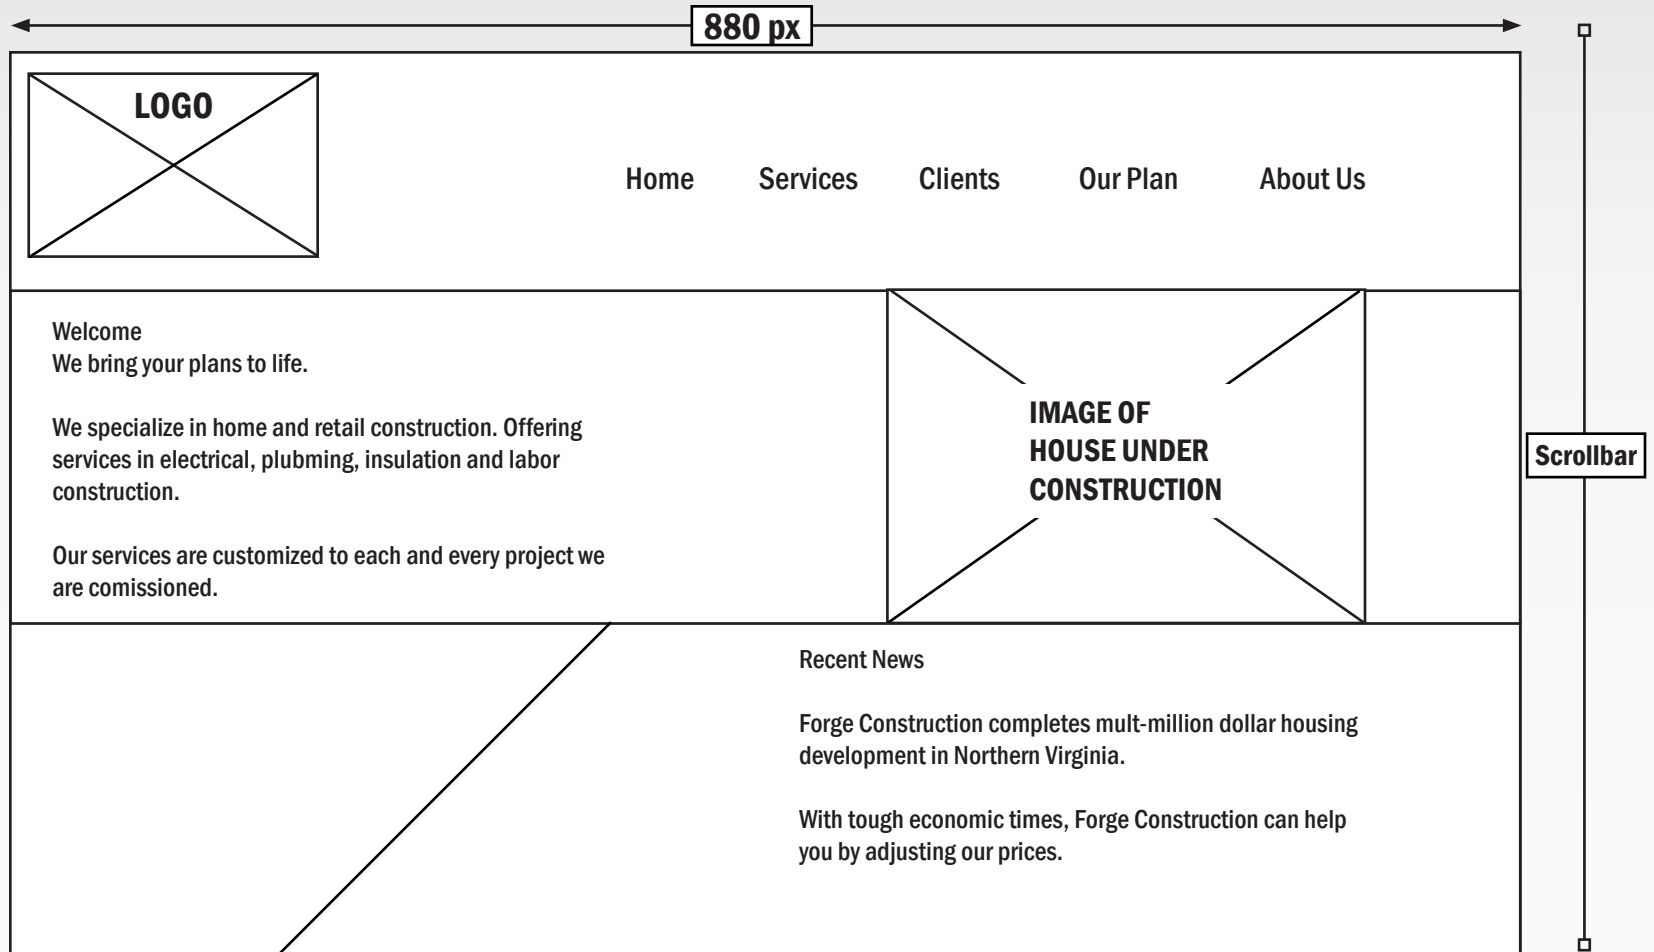 880 px
LOGO
Home Services Clients Our Plan About Us
Welcome
We bring your plans to life.
We specialize in home and retail construction. Offering
services in electrical, plubming, insulation and labor
construction.
Our services are customized to each and every project we
are comissioned.
IMAGE OF
HOUSE UNDER
CONSTRUCTION
Scrollbar
Recent News
Forge Construction completes mult-million dollar housing
development in Northern Virginia.
With tough economic times, Forge Construction can help
you by adjusting our prices.